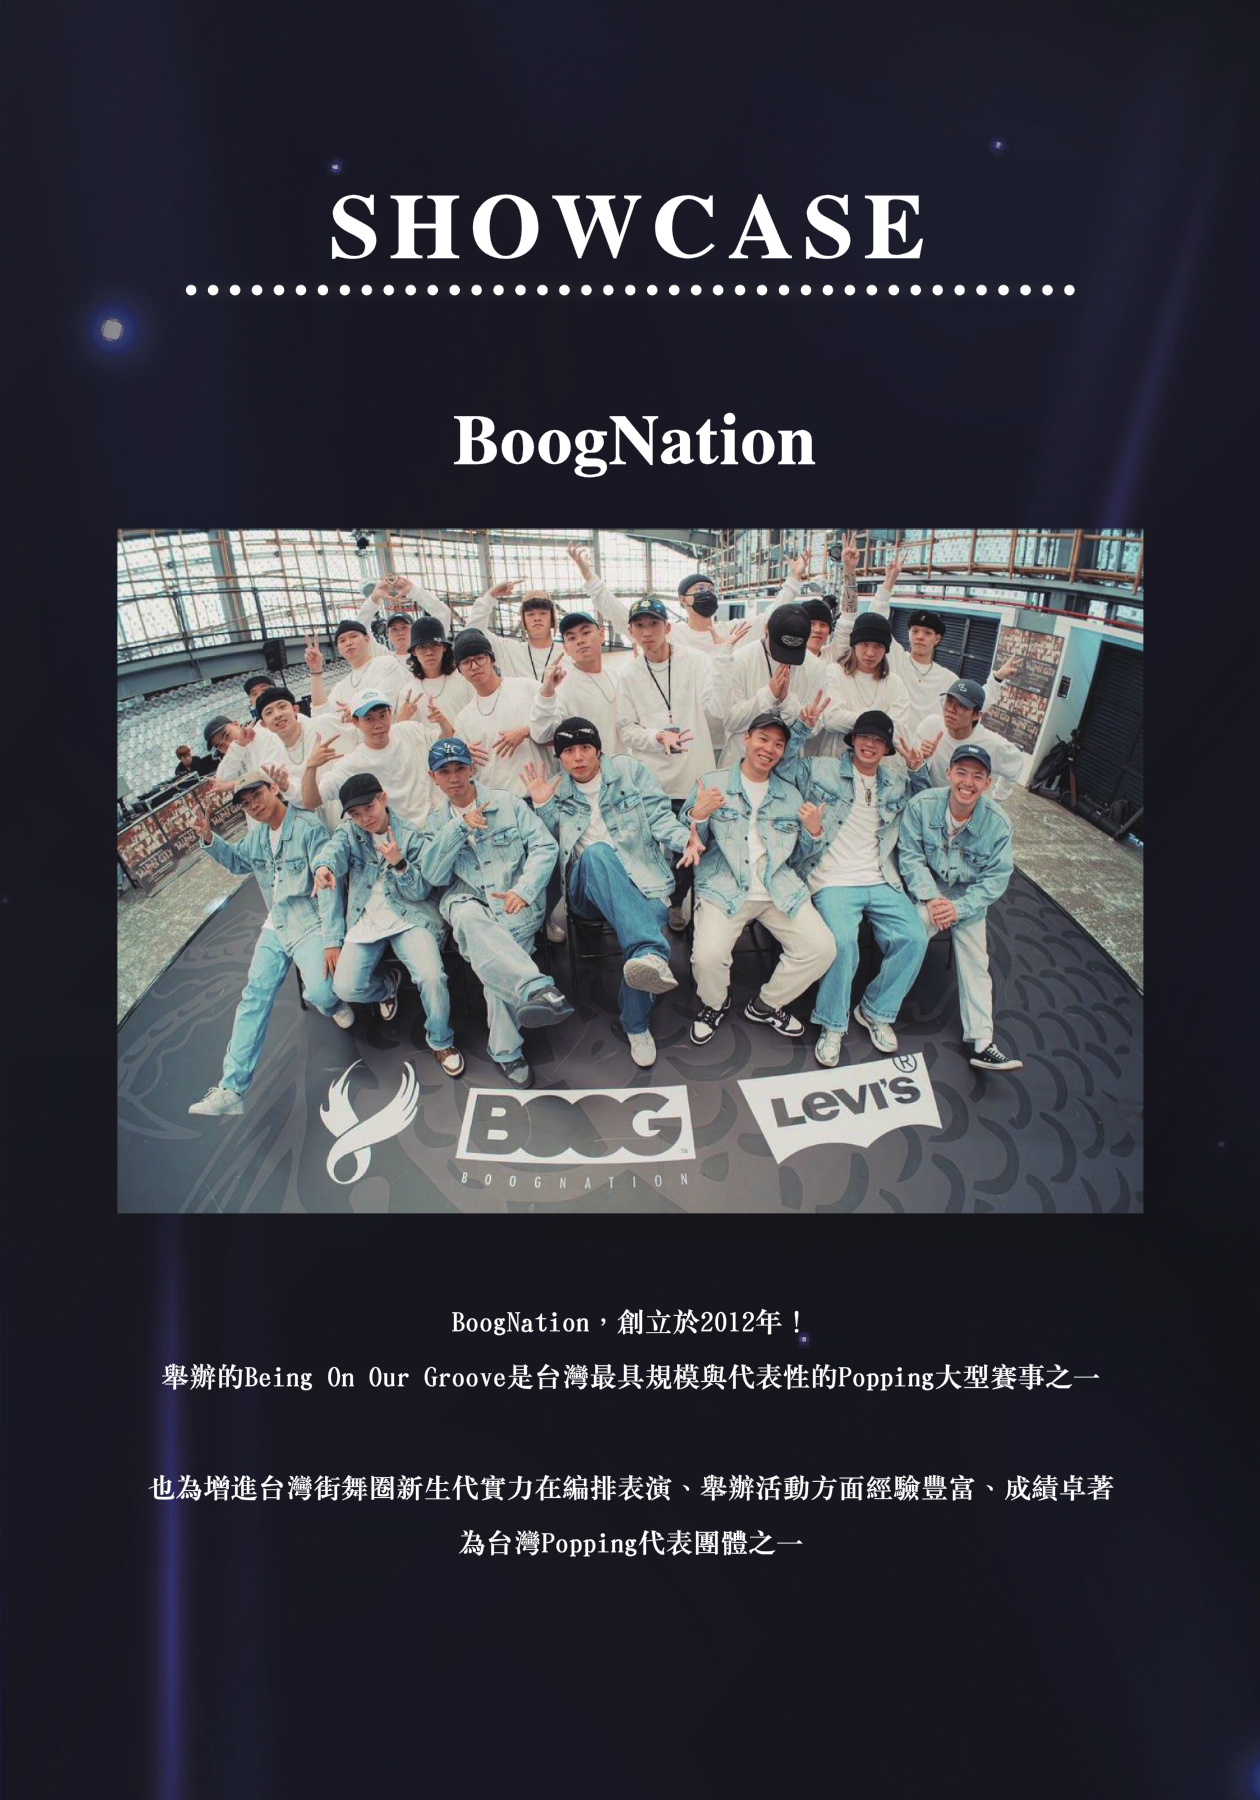 SHOWCASE
BoogNation
BOOG
TM
BOOGNATION
LEVI'S
®
BoogNation，創立於2012年！
舉辦的Being On Our Groove是台灣最具規模與代表性的Popping大型賽事之一
也為增進台灣街舞圈新生代實力在編排表演、舉辦活動方面經驗豐富、成績卓著
為台灣Popping代表團體之一